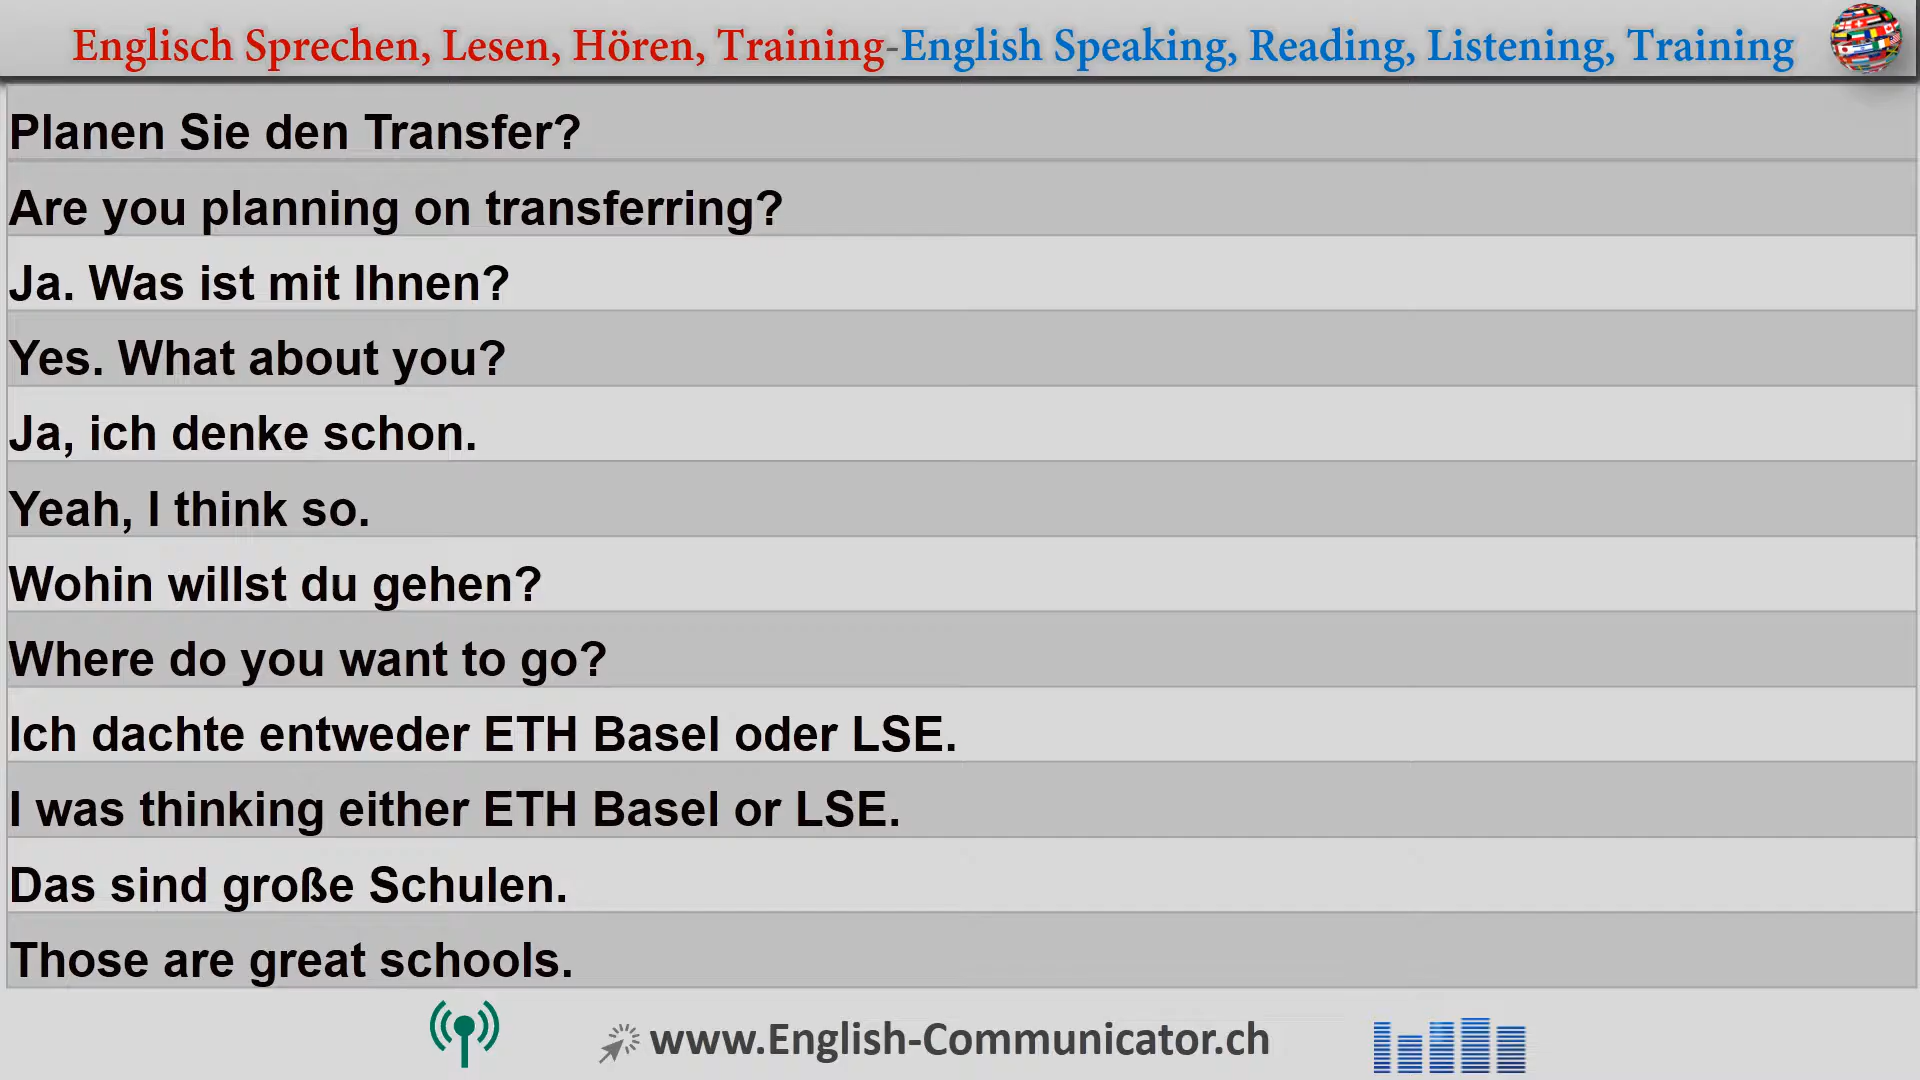 Englisch Sprechen, Lesen, Hören, Training-English Speaking, Reading, Listening, Training
Planen Sie den Transfer?
Are you planning on transferring?
Ja. Was ist mit Ihnen?
Yes. What about you?
Ja, ich denke schon.
Yeah, I think so.
Wohin willst du gehen?
Where do you want to go?
Ich dachte entweder ETH Basel oder LSE.
I was thinking either ETH Basel or LSE.
Das sind große Schulen.
Those are great schools.
www.English-Communicator.ch